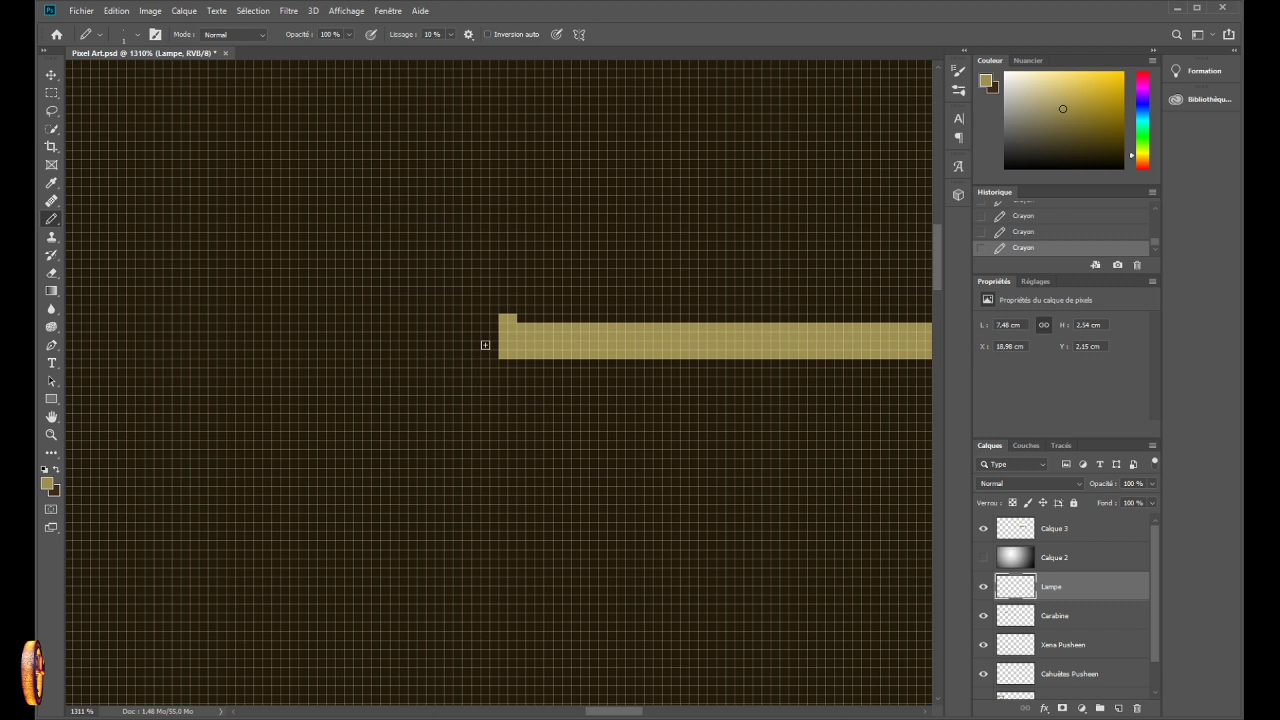 Ps Fichier Edition Image Calque Texte Sélection Filtre 3D Affichage Fenêtre Aide
1 Mode : Normal Opacité : 100 % Lissage : 10 % Inversion auto
Pixel Art.psd @ 1310% (Lampe, RVB/8) *
Couleur Nuancier
Formation
Bibliothèqu...
Historique
Crayon
Crayon
Crayon
Propriétés Réglages
Propriétés du calque de pixels
L : 7,48 cm H : 2,54 cm
X : 18,98 cm Y : 2,15 cm
Calques Couches Tracés
Type
Normal Opacité : 100 %
Verrou : Fond : 100 %
Calque 3
Calque 2
Lampe
Carabine
Xena Pusheen
Cahuètes Pusheen
1311 % Doc : 1,48 Mo/55,0 Mo